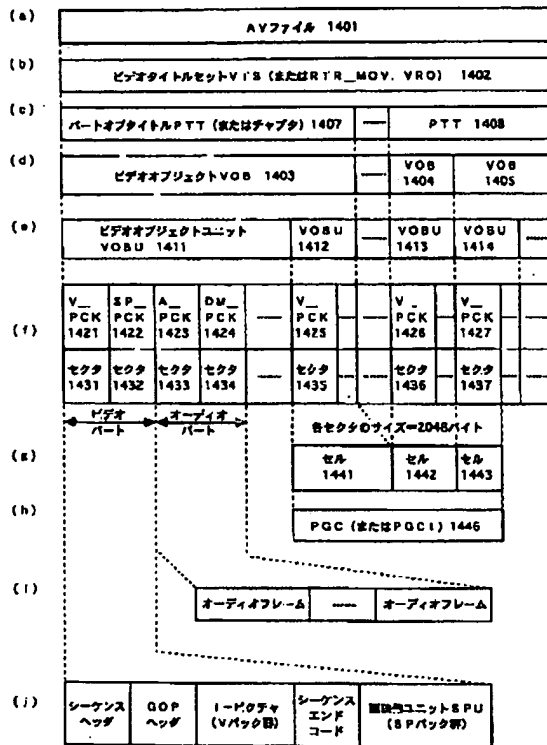 (a)
AVファイル 1401
(b)
ビデオタイトルセットVTS (またはRTR_MOV. VRO) 1402
(c)
パートオブタイトルPTT (またはチャプタ) 1407
PTT 1408
(d)
ビデオオブジェクトVOB 1403
VOB
1404
VOB
1405
(e)
ビデオオブジェクトユニット
VOBU 1411
VOBU
1412
VOBU
1413
VOBU
1414
(f)
V_
PCK
1421
SP_
PCK
1422
A_
PCK
1423
DM_
PCK
1424
V_
PCK
1425
V_
PCK
1426
V_
PCK
1427
セクタ
1431
セクタ
1432
セクタ
1433
セクタ
1434
セクタ
1435
セクタ
1436
セクタ
1437
ビデオ
パート
オーディオ
パート
各セクタのサイズ=2048バイト
(g)
セル
1441
セル
1442
セル
1443
(h)
PGC (またはPGCI) 1446
(i)
オーディオフレーム
オーディオフレーム
(j)
シーケンス
ヘッダ
GOP
ヘッダ
I-ピクチャ
(Vパック群)
シーケンス
エンド
コード
副映像ユニットSPU
(SPパック群)